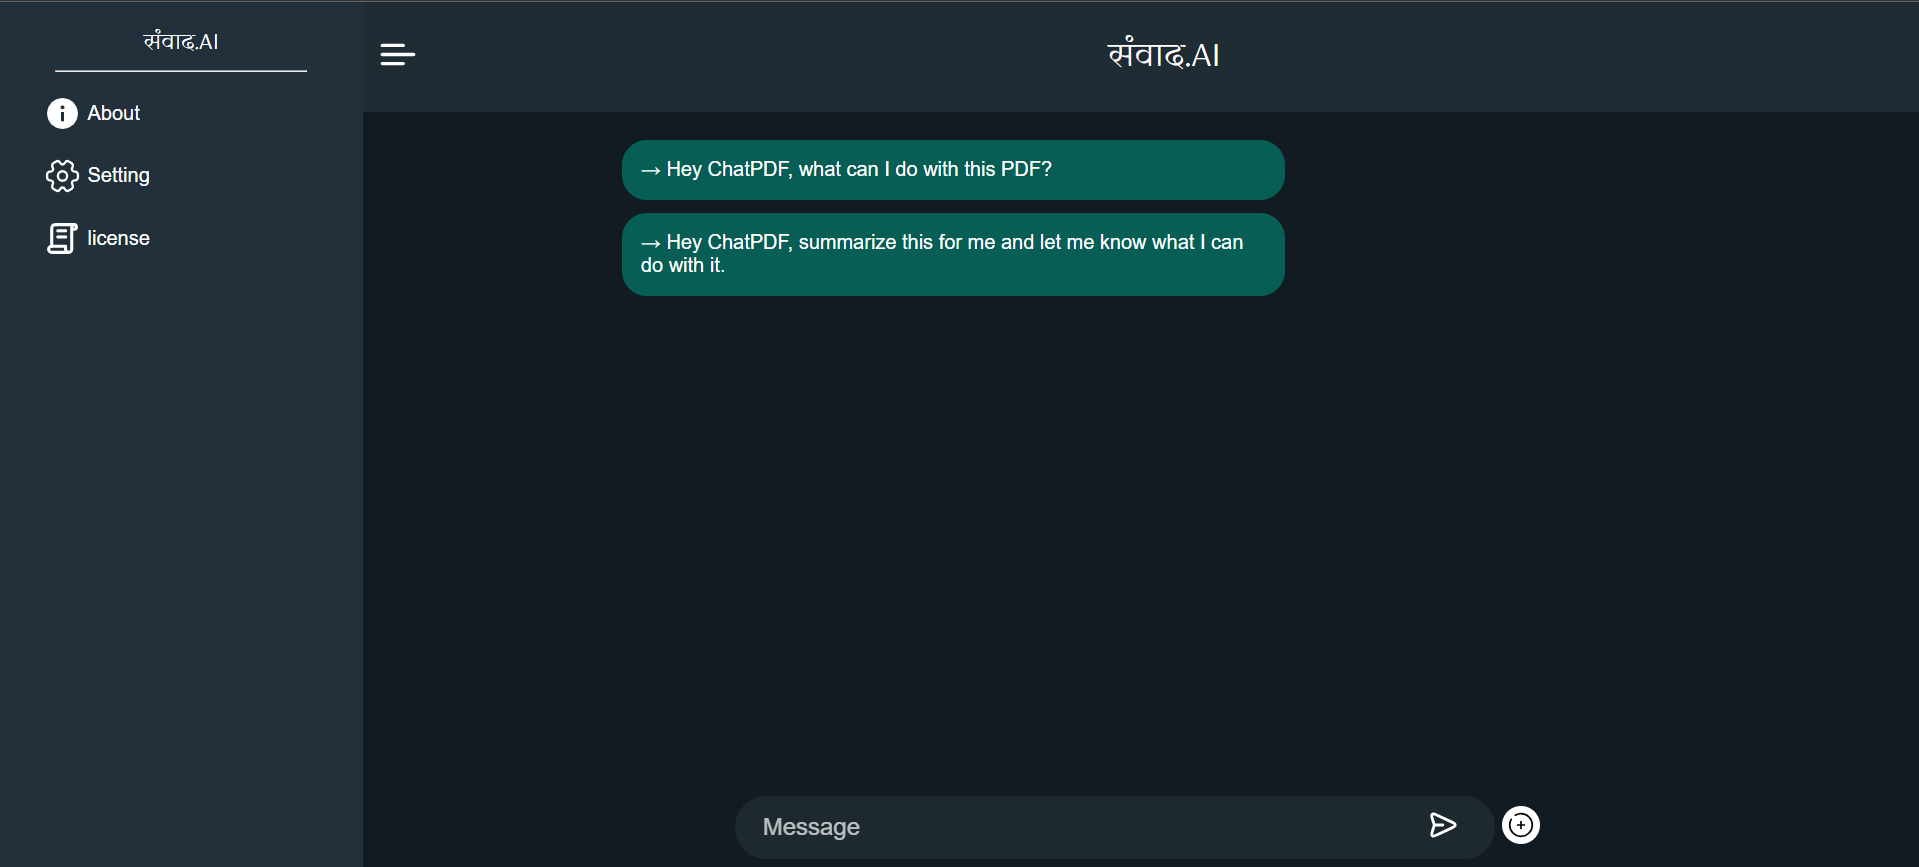 संवाद.AI
About
Setting
license
संवाद.AI
→ Hey ChatPDF, what can I do with this PDF?
→ Hey ChatPDF, summarize this for me and let me know what I can
do with it.
Message